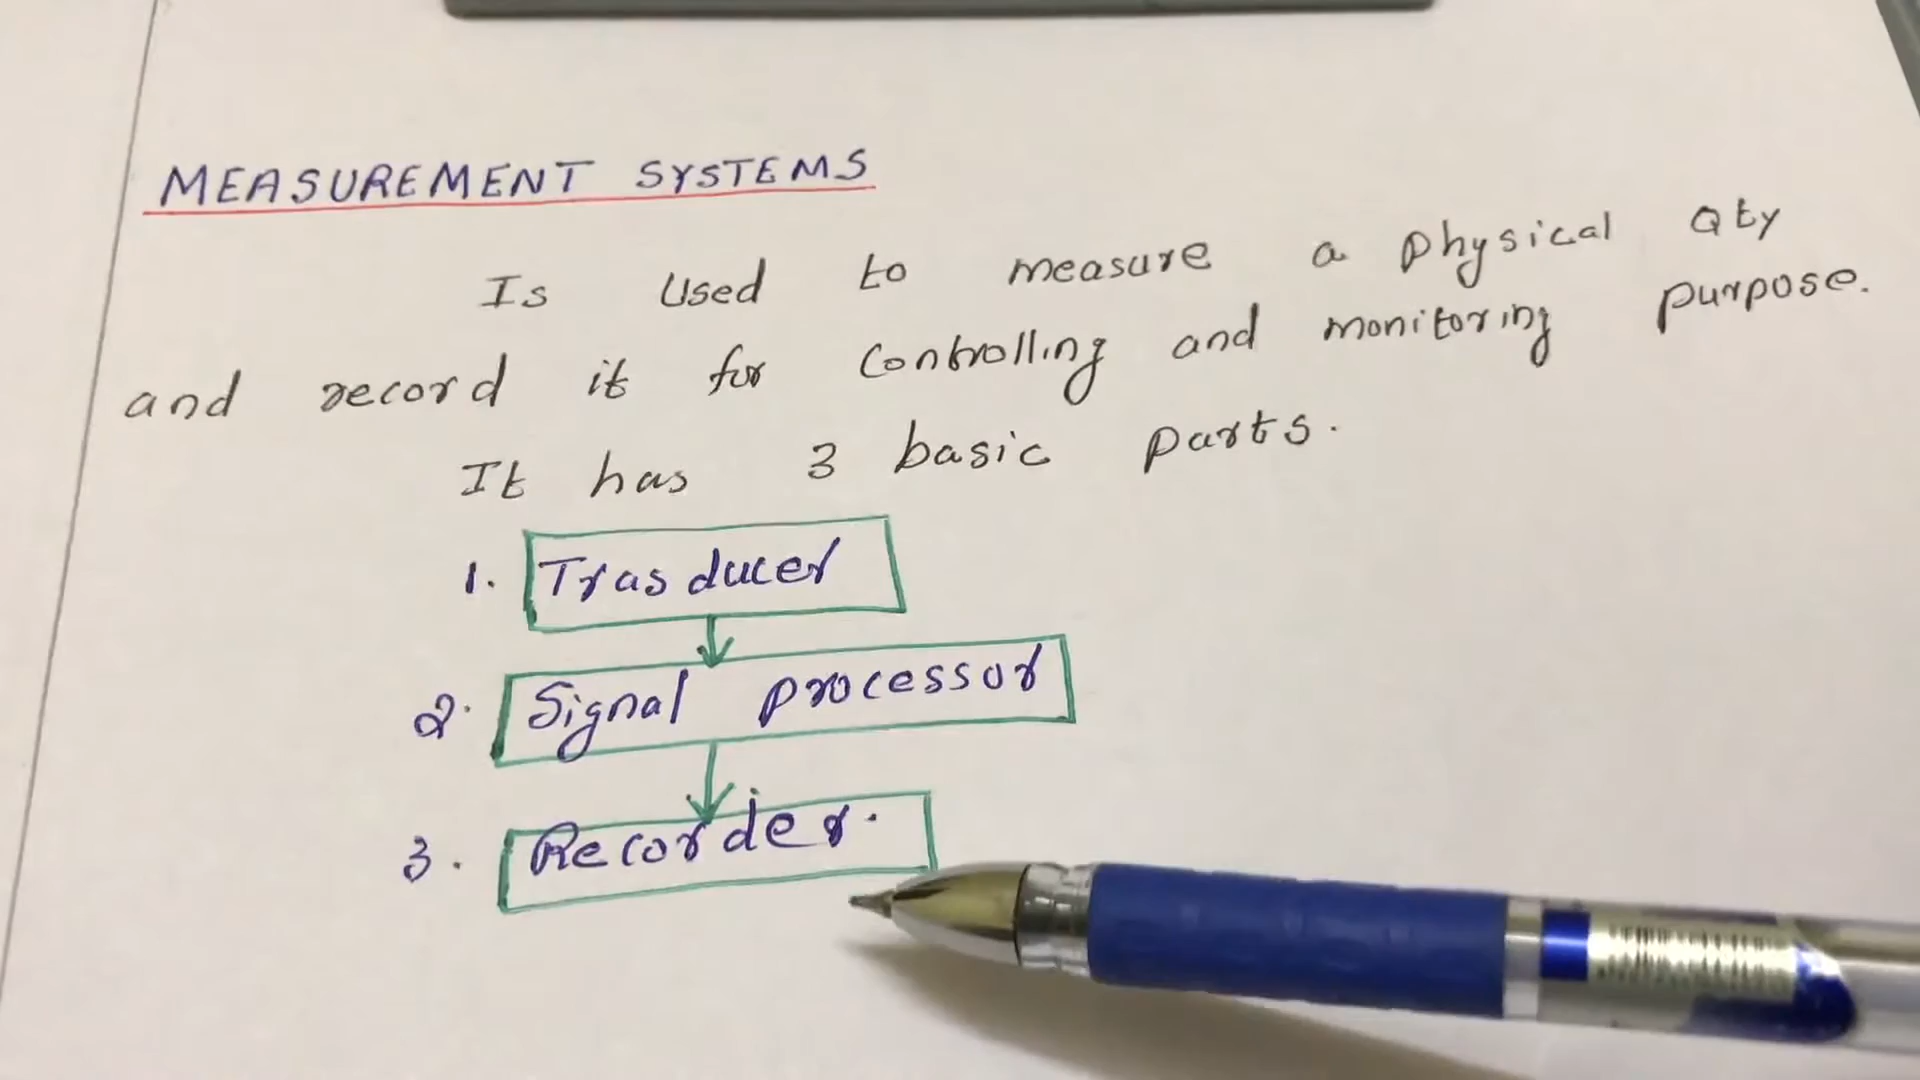 MEASUREMENT SYSTEMS
Is used to measure a physical Qty
and record it for controlling and monitoring purpose.
It has 3 basic parts.
1. Trasducer
2. Signal processor
3. Recorder.